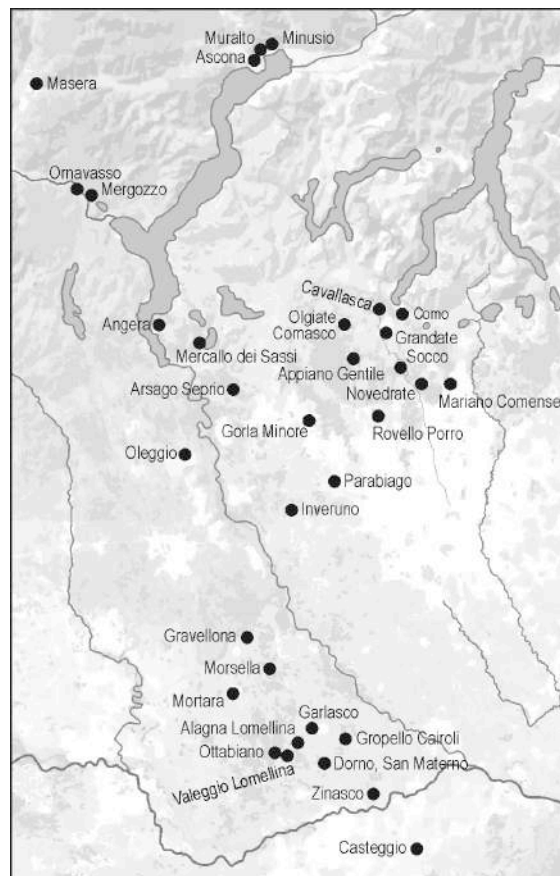 Muralto
Minusio
Ascona
Masera
Ornavasso
Mergozzo
Cavallasca
Como
Angera
Olgiate
Comasco
Grandate
Mercallo dei Sassi
Socco
Appiano Gentile
Arsago Seprio
Novedrate
Mariano Comense
Gorla Minore
Rovello Porro
Oleggio
Parabiago
Inveruno
Gravellona
Morsella
Mortara
Garlasco
Alagna Lomellina
Gropello Cairoli
Ottabiano
Valeggio Lomellina
Dorno, San Materno
Zinasco
Casteggio